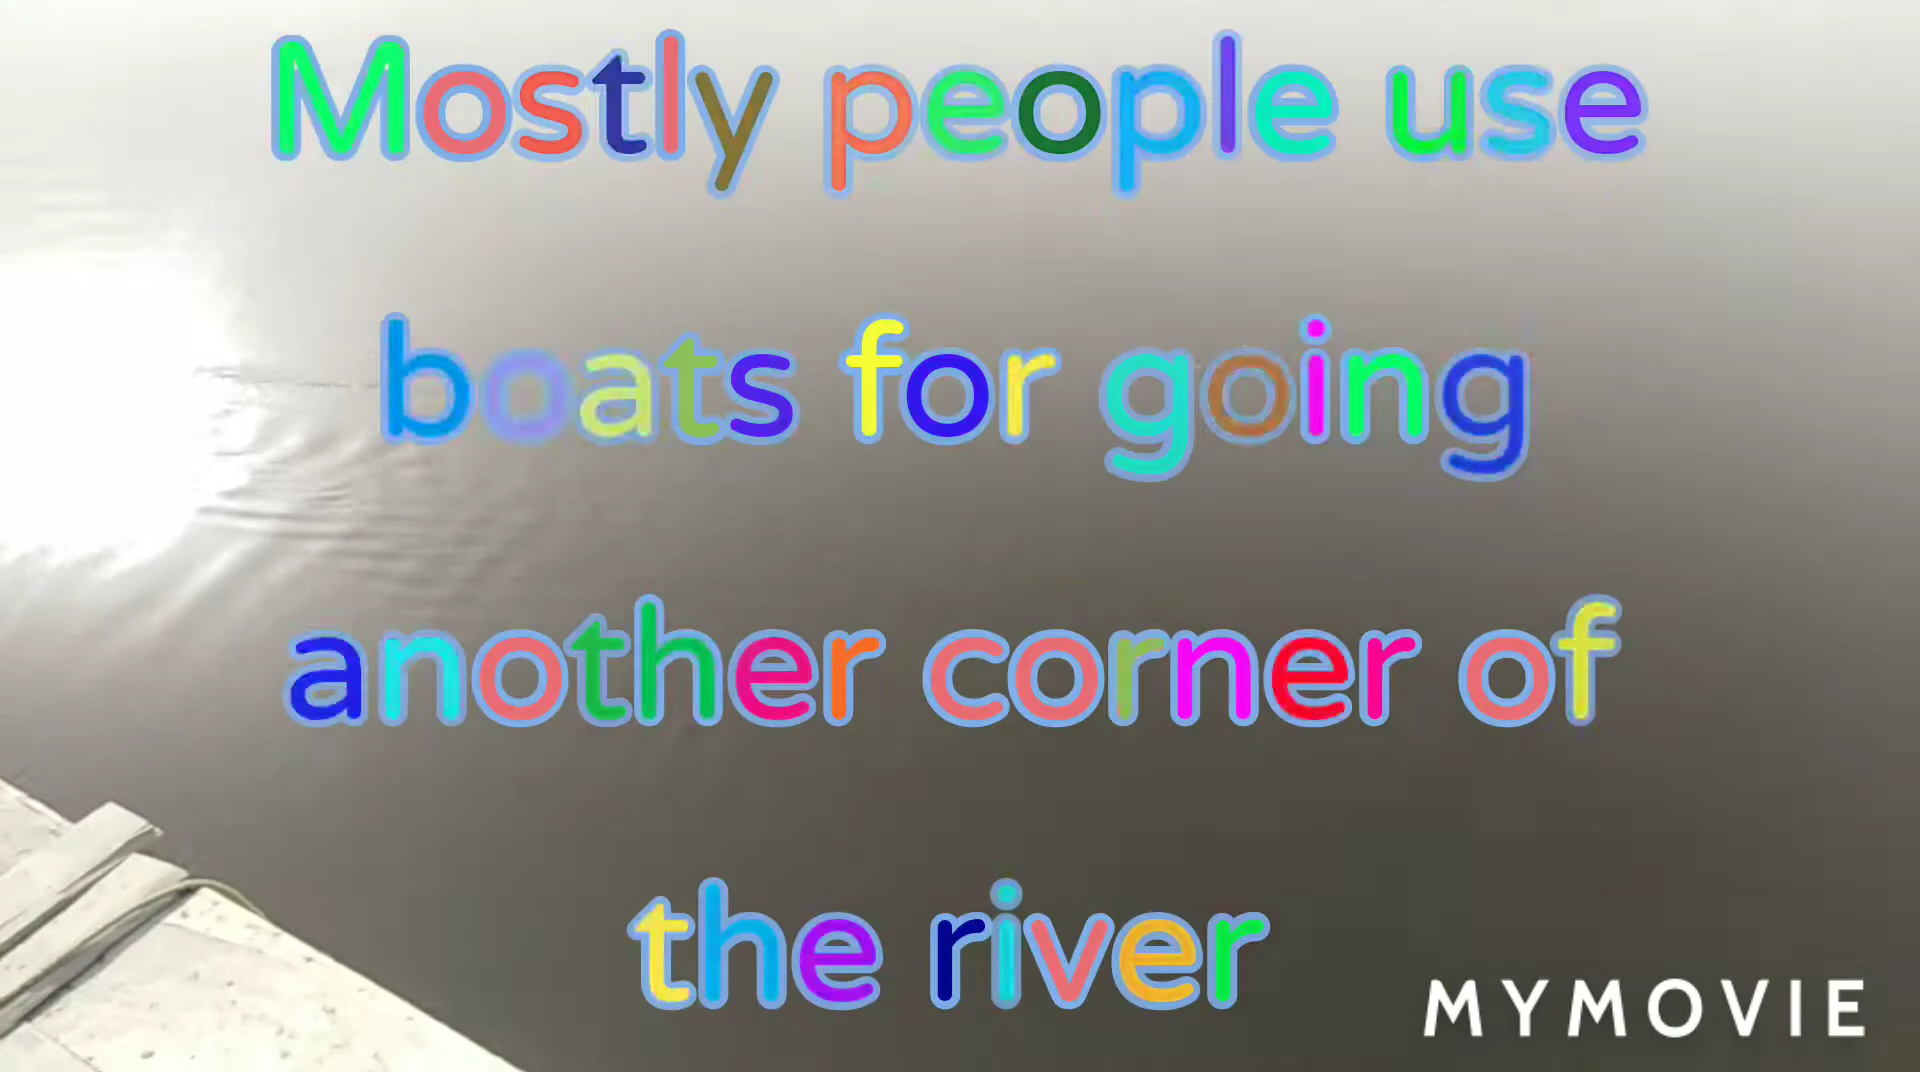 Mostly people use
boats for going
another corner of
the river
MYMOVIE